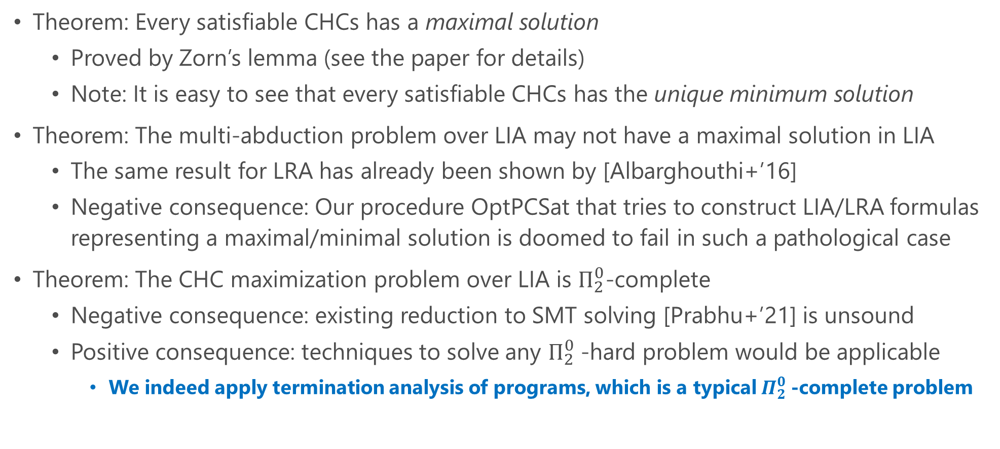 • Theorem: Every satisfiable CHCs has a maximal solution
• Proved by Zorn’s lemma (see the paper for details)
• Note: It is easy to see that every satisfiable CHCs has the unique minimum solution
• Theorem: The multi-abduction problem over LIA may not have a maximal solution in LIA
• The same result for LRA has already been shown by [Albarghouthi+’16]
• Negative consequence: Our procedure OptPCSat that tries to construct LIA/LRA formulas
representing a maximal/minimal solution is doomed to fail in such a pathological case
• Theorem: The CHC maximization problem over LIA is Π⁰₂-complete
• Negative consequence: existing reduction to SMT solving [Prabhu+’21] is unsound
• Positive consequence: techniques to solve any Π⁰₂ -hard problem would be applicable
• We indeed apply termination analysis of programs, which is a typical Π⁰₂ -complete problem